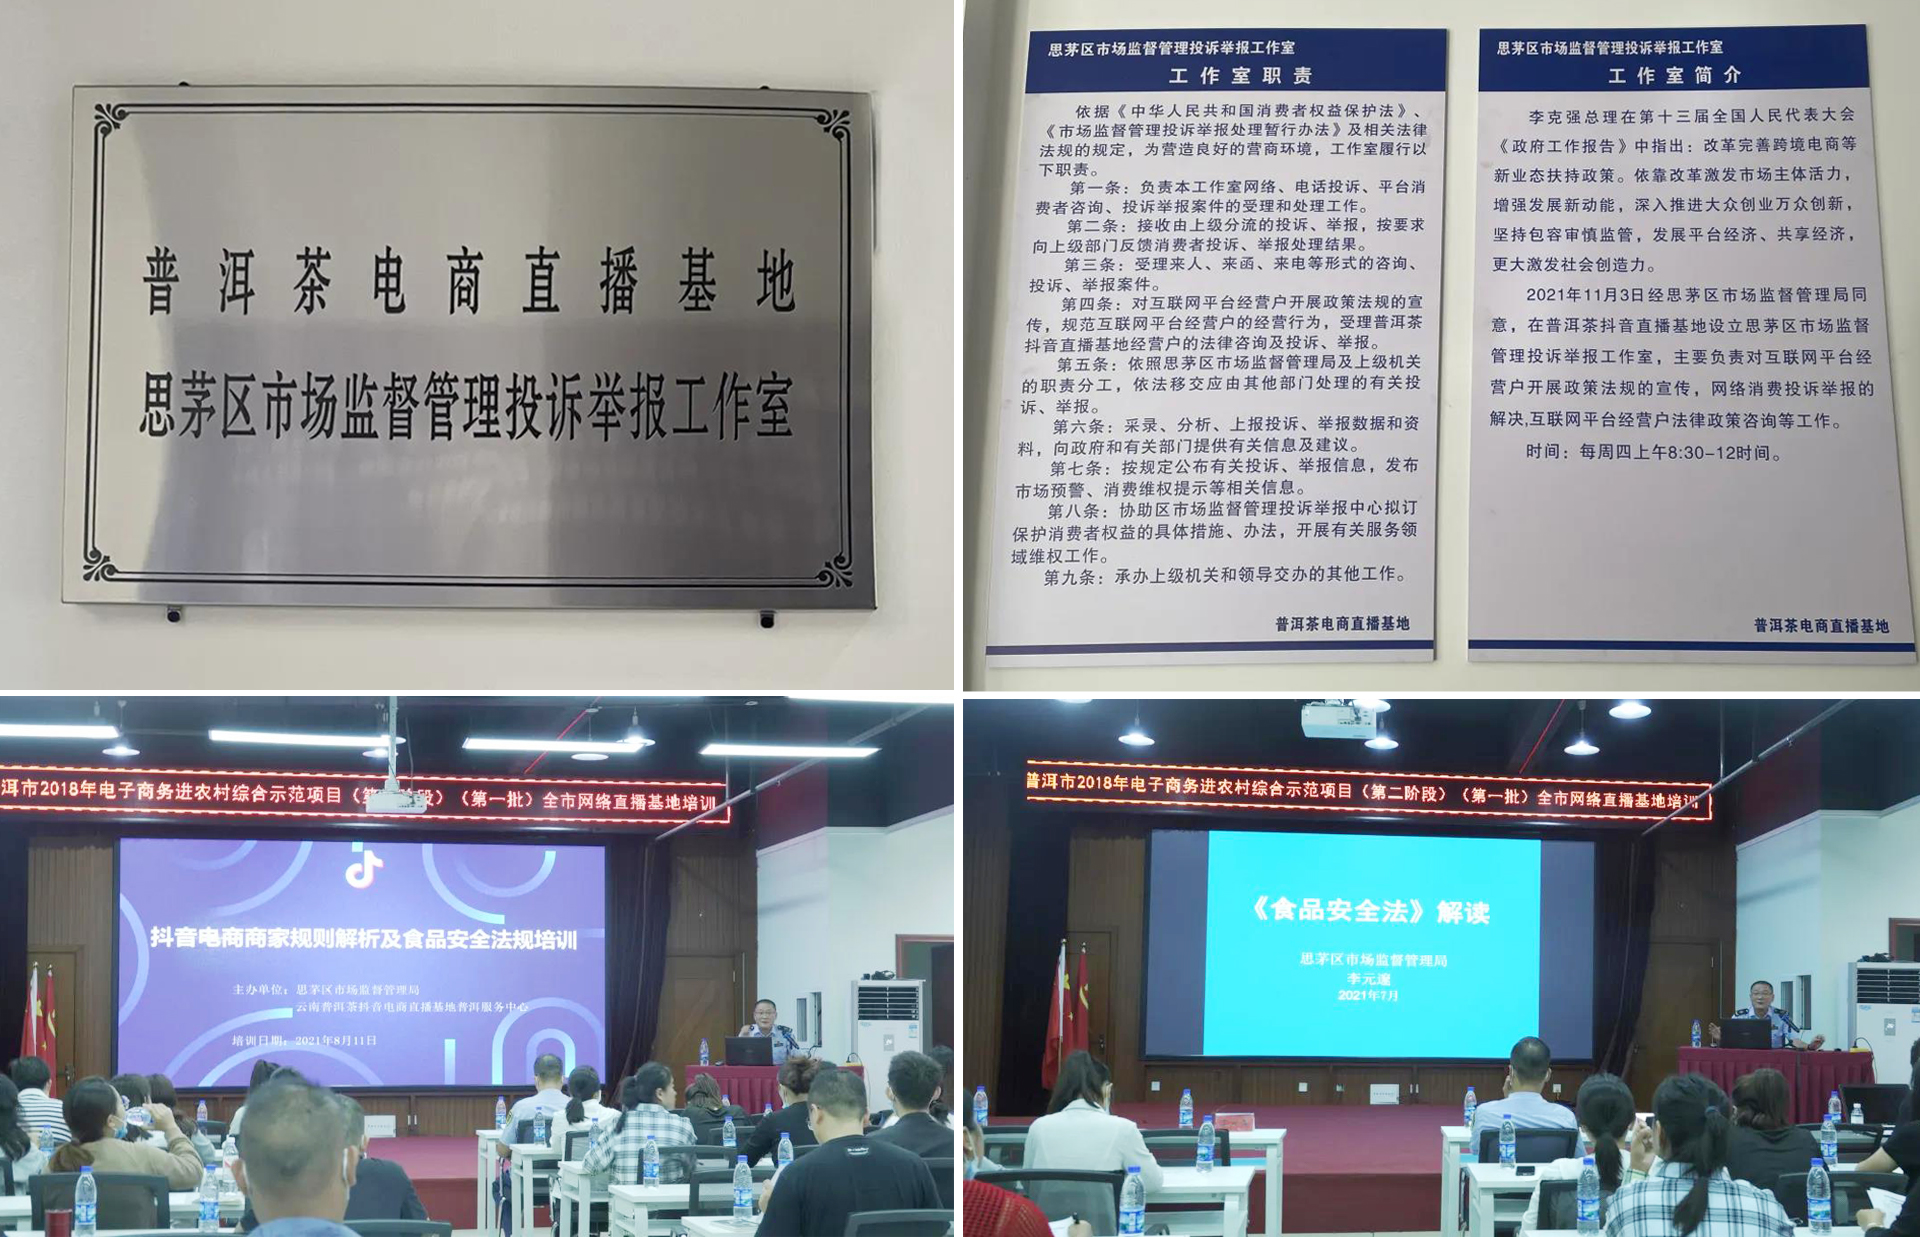 普洱茶电商直播基地
思茅区市场监督管理投诉举报工作室
思茅区市场监督管理投诉举报工作室
工作室职责
依据《中华人民共和国消费者权益保护法》、
《市场监督管理投诉举报处理暂行办法》及相关法律
法规的规定，为营造良好的营商环境，工作室履行以
下职责。
第一条：负责本工作室网络、电话投诉、平台消
费者咨询、投诉举报案件的受理和处理工作。
第二条：接收由上级分流的投诉、举报，按要求
向上级部门反馈消费者投诉、举报处理结果。
第三条：受理来人、来函、来电等形式的咨询、
投诉、举报案件。
第四条：对互联网平台经营户开展政策法规的宣
传，规范互联网平台经营户的经营行为，受理普洱茶
抖音直播基地经营户的法律咨询及投诉、举报。
第五条：依照思茅区市场监督管理局及上级机关
的职责分工，依法移交应由其他部门处理的有关投
诉、举报。
第六条：采录、分析、上报投诉、举报数据和资
料，向政府和有关部门提供有关信息及建议。
第七条：按规定公布有关投诉、举报信息，发布
市场预警、消费维权提示等相关信息。
第八条：协助区市场监督管理投诉举报中心拟订
保护消费者权益的具体措施、办法，开展有关服务领
域维权工作。
第九条：承办上级机关和领导交办的其他工作。
普洱茶电商直播基地
思茅区市场监督管理投诉举报工作室
工作室简介
李克强总理在第十三届全国人民代表大会
《政府工作报告》中指出：改革完善跨境电商等
新业态扶持政策。依靠改革激发市场主体活力，
增强发展新动能，深入推进大众创业万众创新，
坚持包容审慎监管，发展平台经济、共享经济，
更大激发社会创造力。
2021年11月3日经思茅区市场监督管理局同
意，在普洱茶抖音直播基地设立思茅区市场监督
管理投诉举报工作室，主要负责对互联网平台经
营户开展政策法规的宣传，网络消费投诉举报的
解决,互联网平台经营户法律政策咨询等工作。
时间：每周四上午8:30-12时间。
普洱茶电商直播基地
洱市2018年电子商务进农村综合示范项目（第 段）（第一批）全市网络直播基地培训
抖音电商商家规则解析及食品安全法规培训
主办单位：思茅区市场监督管理局
云南普洱茶抖音电商直播基地普洱服务中心
培训日期：2021年8月11日
普洱市2018年电子商务进农村综合示范项目（第二阶段）（第一批）全市网络直播基地培训
《食品安全法》解读
思茅区市场监督管理局
李元
2021年7月